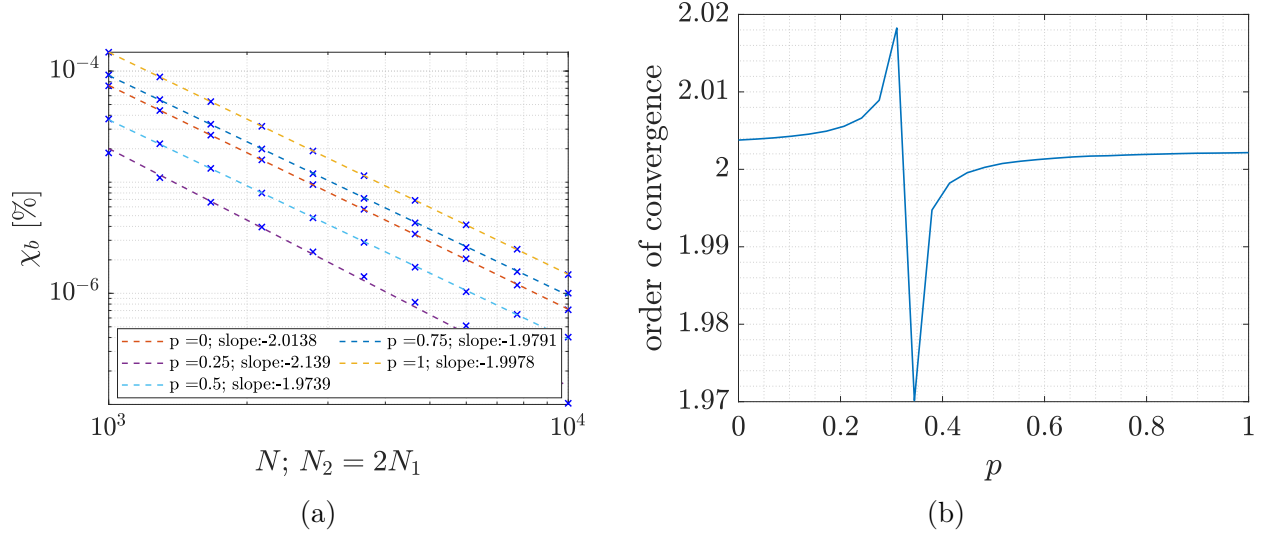 10^{-4}
10^{-6}
χ_b [%]
p =0; slope:-2.0138
p =0.25; slope:-2.139
p =0.5; slope:-1.9739
p =0.75; slope:-1.9791
p =1; slope:-1.9978
10^3
10^4
N; N_2 = 2N_1
(a)
2.02
2.01
2
1.99
1.98
1.97
order of convergence
0
0.2
0.4
0.6
0.8
1
p
(b)